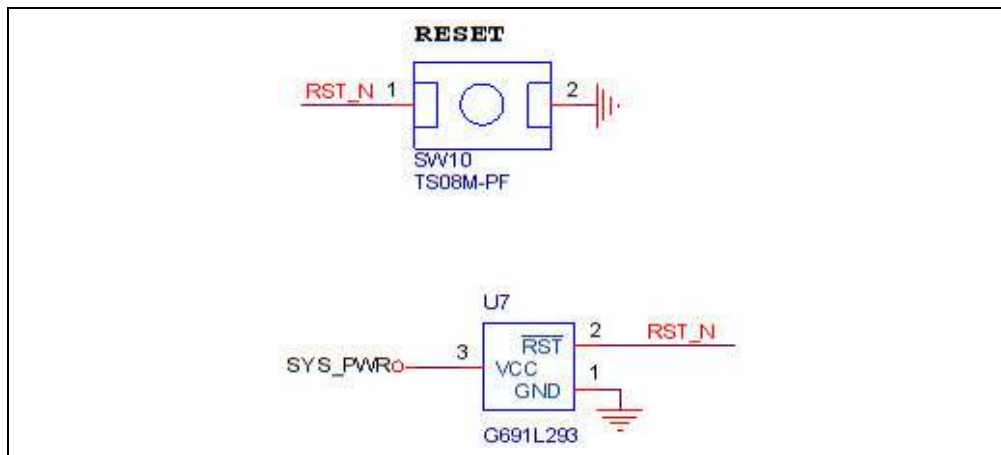 RESET
RST_N 1
2
SW10
TS08M-PF
U7
SYS_PWR
3
RST
VCC
GND
2
RST_N
1
G691L293